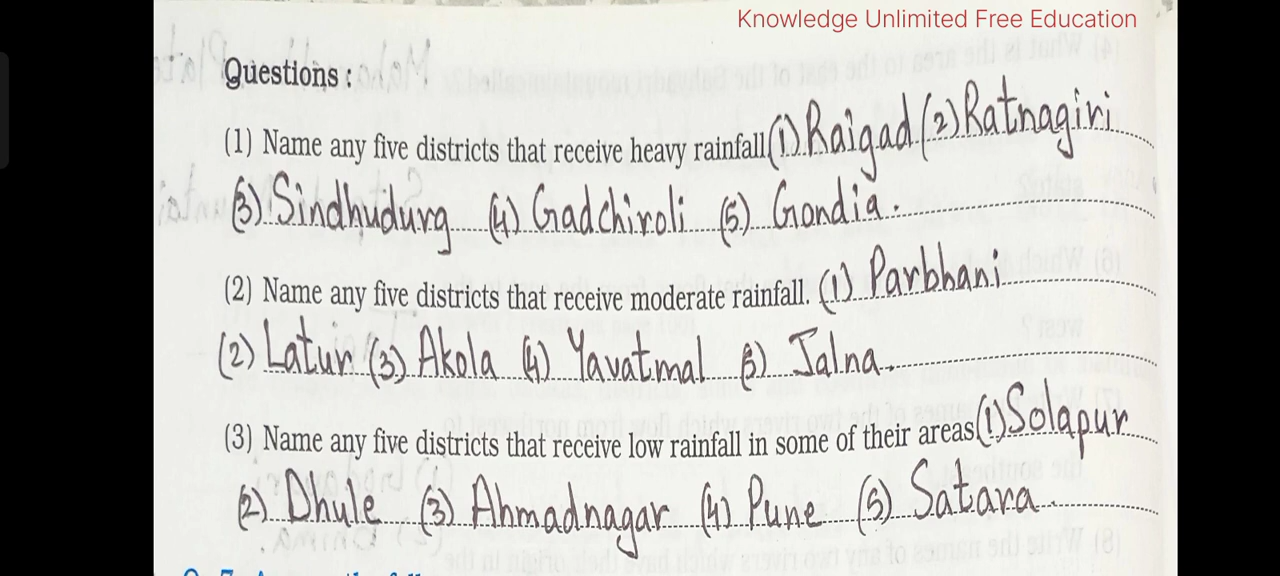 Knowledge Unlimited Free Education
Questions :
(1) Name any five districts that receive heavy rainfall (1) Raigad (2) Ratnagiri
(3) Sindhudurg (4) Gadchiroli (5) Gondia
(2) Name any five districts that receive moderate rainfall. (1) Parbhani
(2) Latur (3) Akola (4) Yavatmal (5) Jalna
(3) Name any five districts that receive low rainfall in some of their areas (1) Solapur
(2) Dhule (3) Ahmadnagar (4) Pune (5) Satara